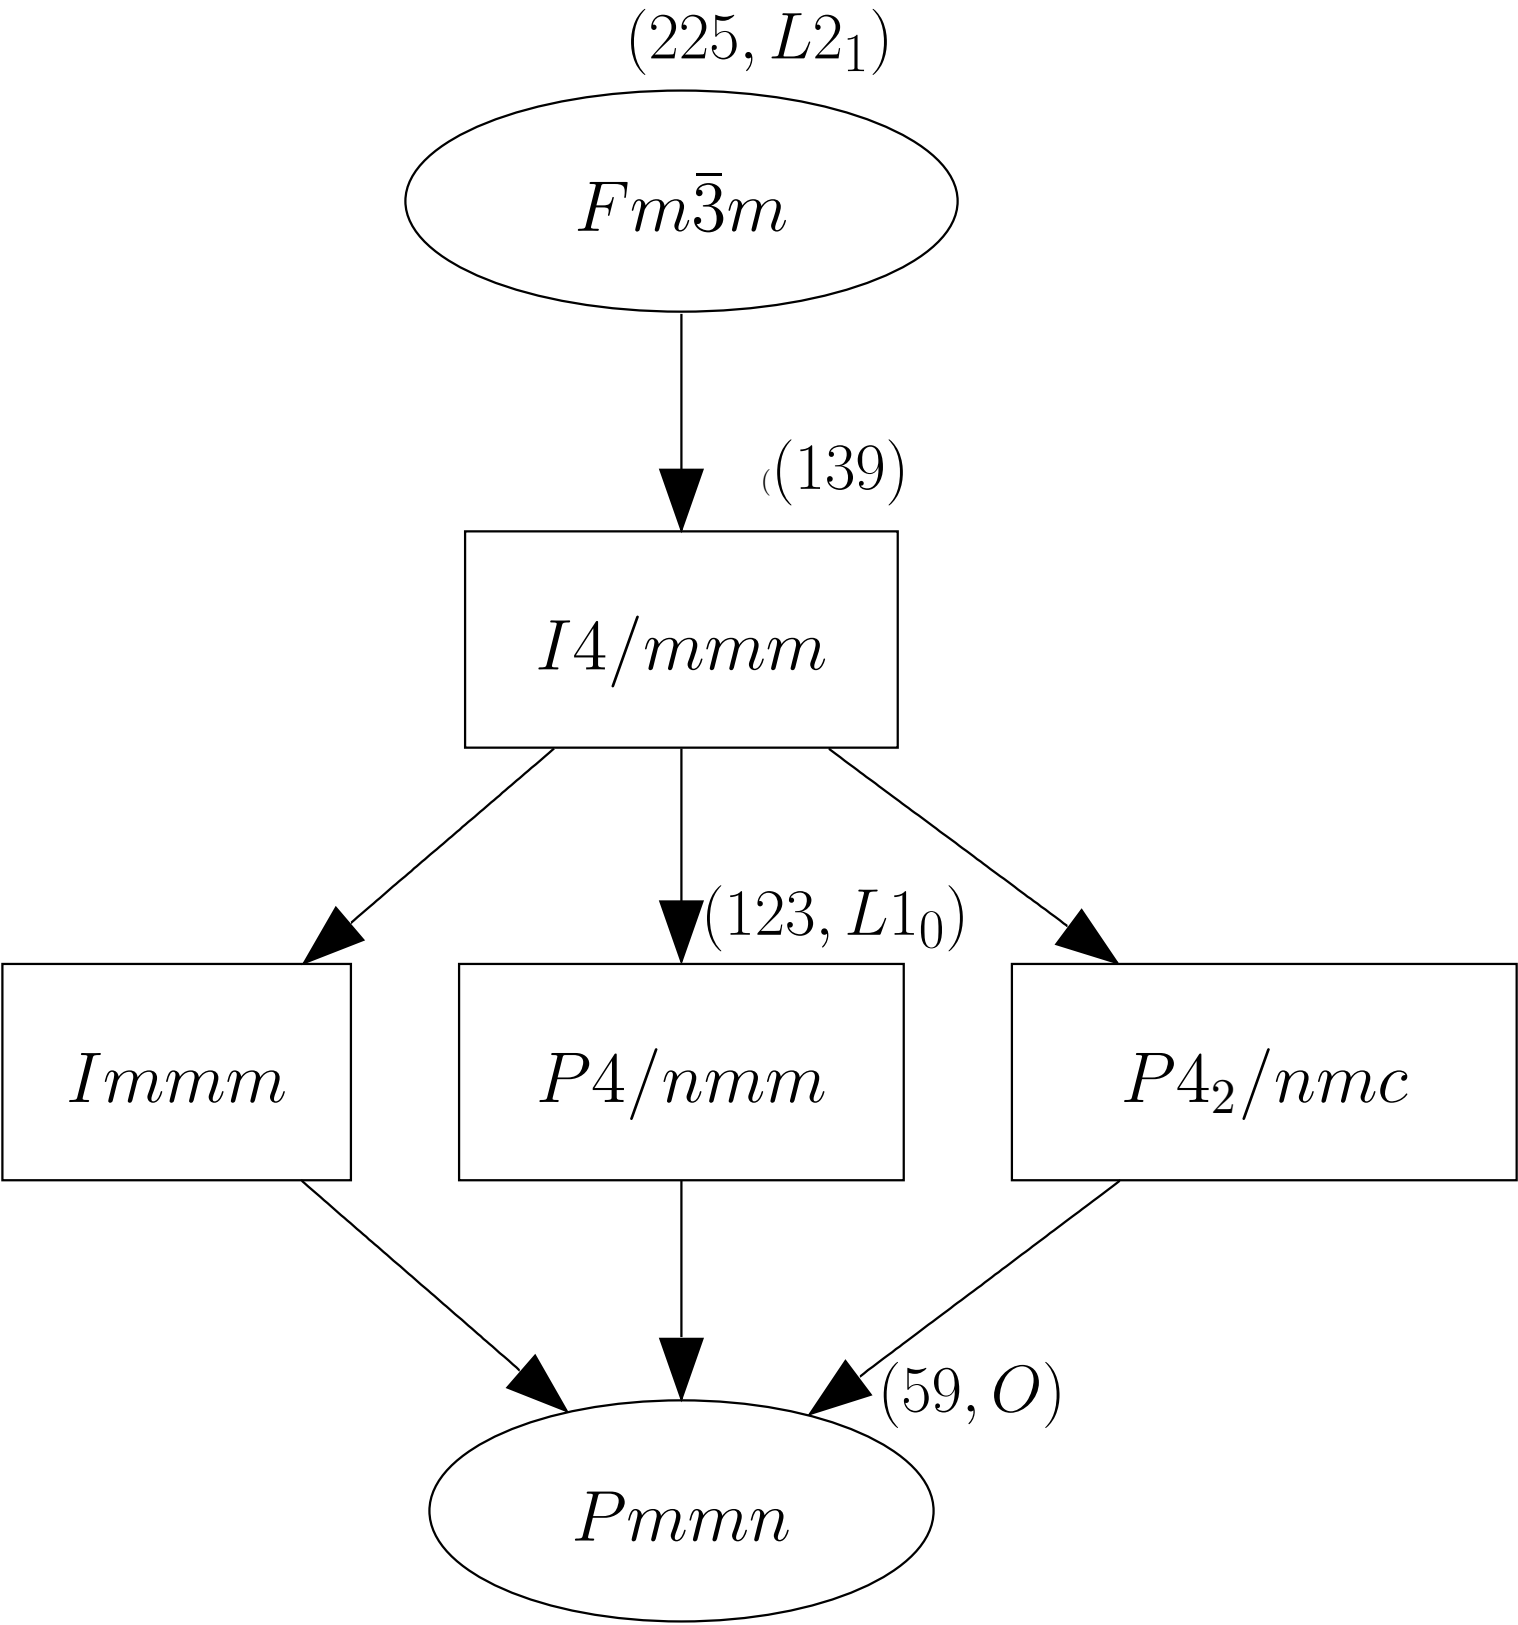 (225, L2₁)
Fm3̅m
((139)
I4/mmm
(123, L1₀)
Immm
P4/nmm
P4₂/nmc
(59, O)
Pmmn